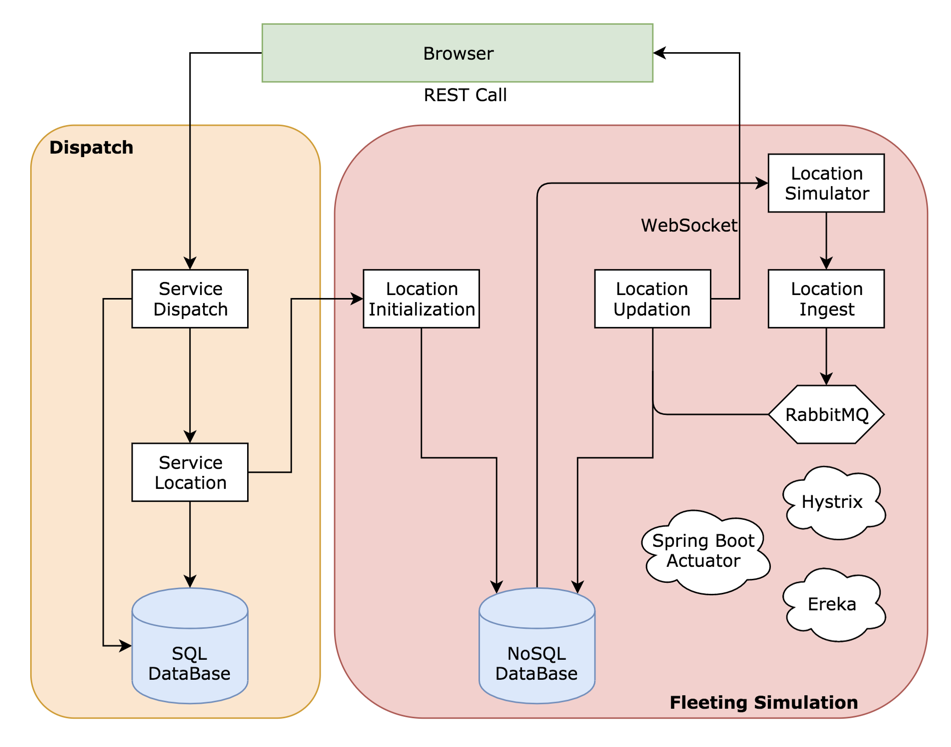 Browser
REST Call
Dispatch
Location
Simulator
WebSocket
Service
Dispatch
Location
Initialization
Location
Updation
Location
Ingest
RabbitMQ
Service
Location
Hystrix
Spring Boot
Actuator
Ereka
SQL
DataBase
NoSQL
DataBase
Fleeting Simulation